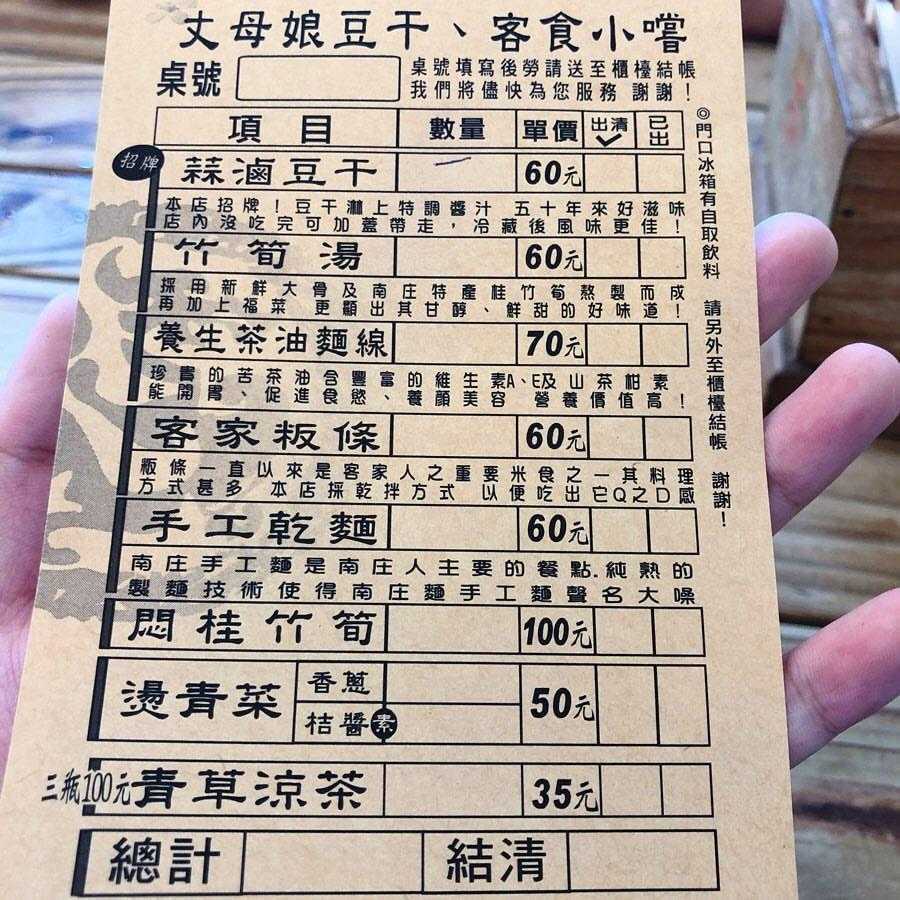 丈母娘豆干、客食小嚐
桌號
桌號填寫後勞請送至櫃檯結帳
我們將儘快為您服務 謝謝!
項目 數量 單價 出清 已出
招牌
蒜滷豆干 一 60元
本店招牌!豆干淋上特調醬汁 五十年來好滋味
店內沒吃完可加蓋帶走,冷藏後風味更佳!
竹筍湯 60元
採用新鮮大骨及南庄特產桂竹筍熬製而成
再加上福菜 更顯出其甘醇、鮮甜的好味道!
養生茶油麵線 70元
珍貴的苦茶油含豐富的維生素A、E及山茶柑素
能開胃、促進食慾、養顏美容 營養價值高!
客家粄條 60元
粄條一直以來是客家人之重要米食之一其料理
方式甚多 本店採乾拌方式 以便吃出它Q之口感
手工乾麵 60元
南庄手工麵是南庄人主要的餐點.純熟的
製麵技術使得南庄麵手工麵聲名大噪
悶桂竹筍 100元
燙青菜 50元
香蔥
桔醬 素
三瓶100元 青草涼茶 35元
總計 結清
◎門口冰箱有自取飲料 請另外至櫃檯結帳 謝謝!